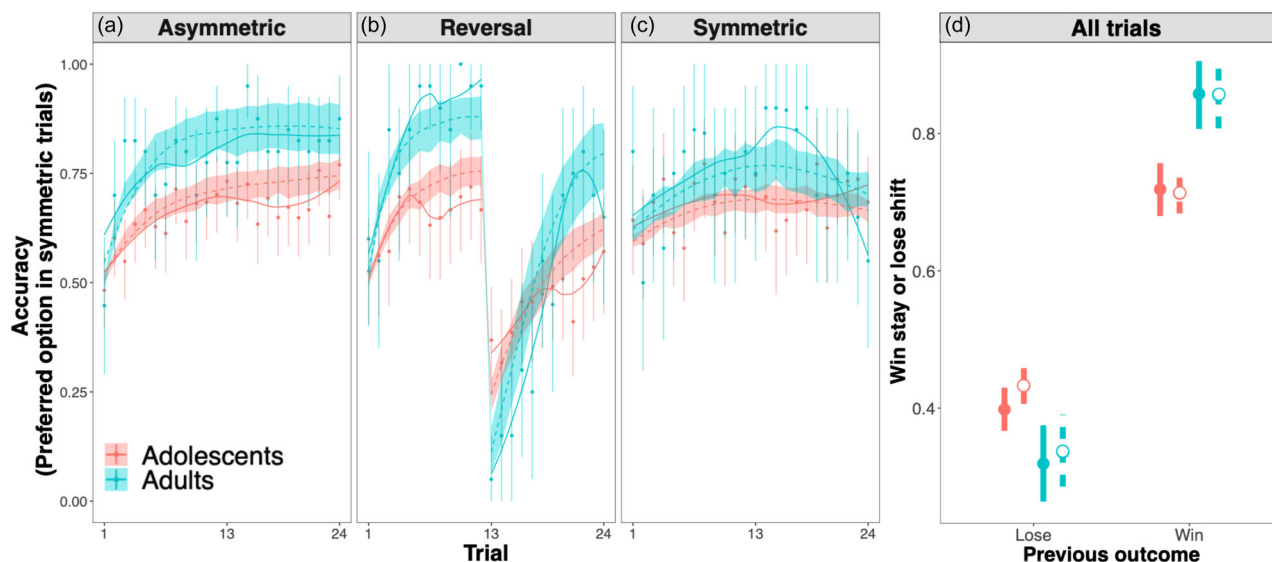 (a) Asymmetric
(b) Reversal
(c) Symmetric
(d) All trials
Accuracy
(Preferred option in symmetric trials)
1.00
0.75
0.50
0.25
0.00
Adolescents
Adults
1
13
24
13
24
1
13
24
Trial
Win stay or lose shift
0.8
0.6
0.4
Lose
Win
Previous outcome